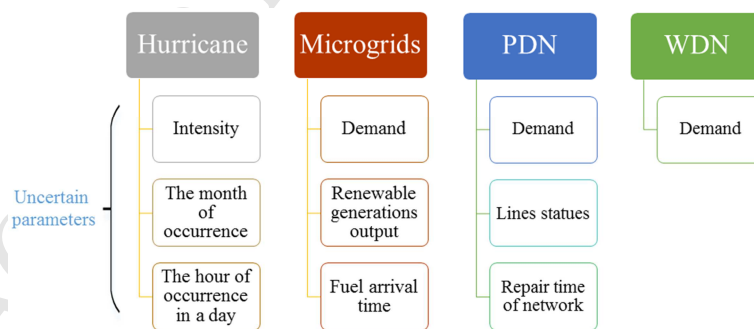 Hurricane
Microgrids
PDN
WDN
Uncertain
parameters
Intensity
The month
of
occurrence
The hour of
occurrence
in a day
Demand
Renewable
generations
output
Fuel arrival
time
Demand
Lines statues
Repair time
of network
Demand